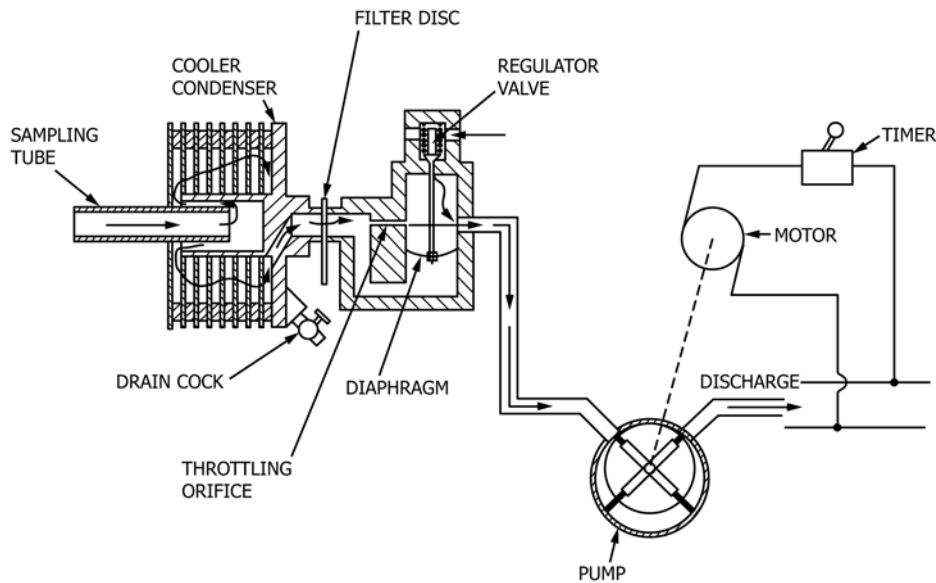 FILTER DISC
COOLER
CONDENSER
REGULATOR
VALVE
SAMPLING
TUBE
TIMER
MOTOR
DRAIN COCK
DIAPHRAGM
DISCHARGE
THROTTLING
ORIFICE
PUMP